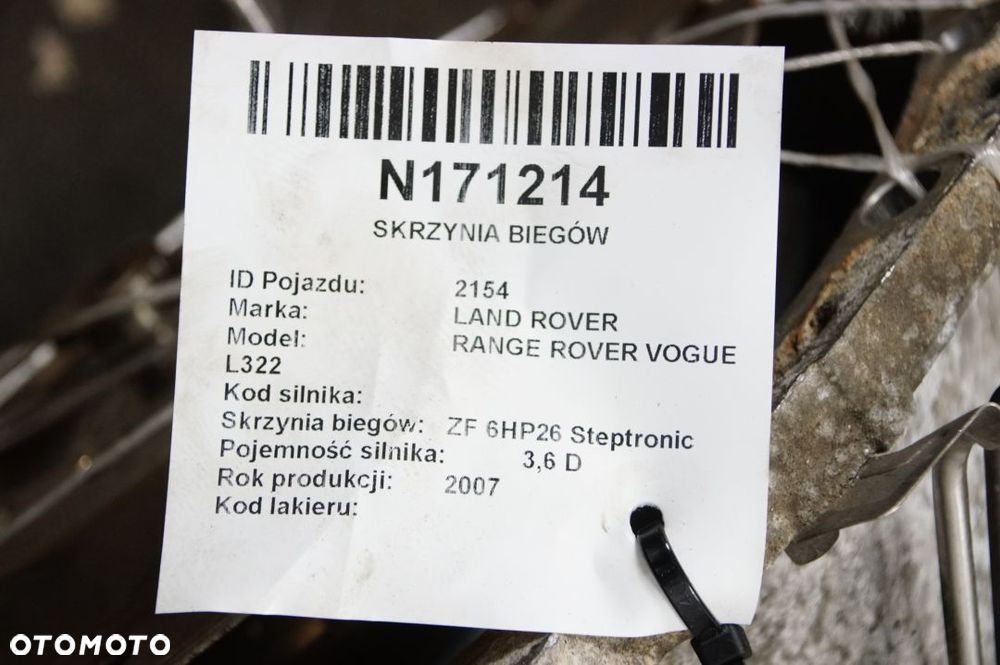 N171214
SKRZYNIA BIEGÓW
ID Pojazdu: 2154
Marka: LAND ROVER
Model: RANGE ROVER VOGUE
L322
Kod silnika:
Skrzynia biegów: ZF 6HP26 Steptronic
Pojemność silnika: 3,6 D
Rok produkcji: 2007
Kod lakieru:
OTOMOTO